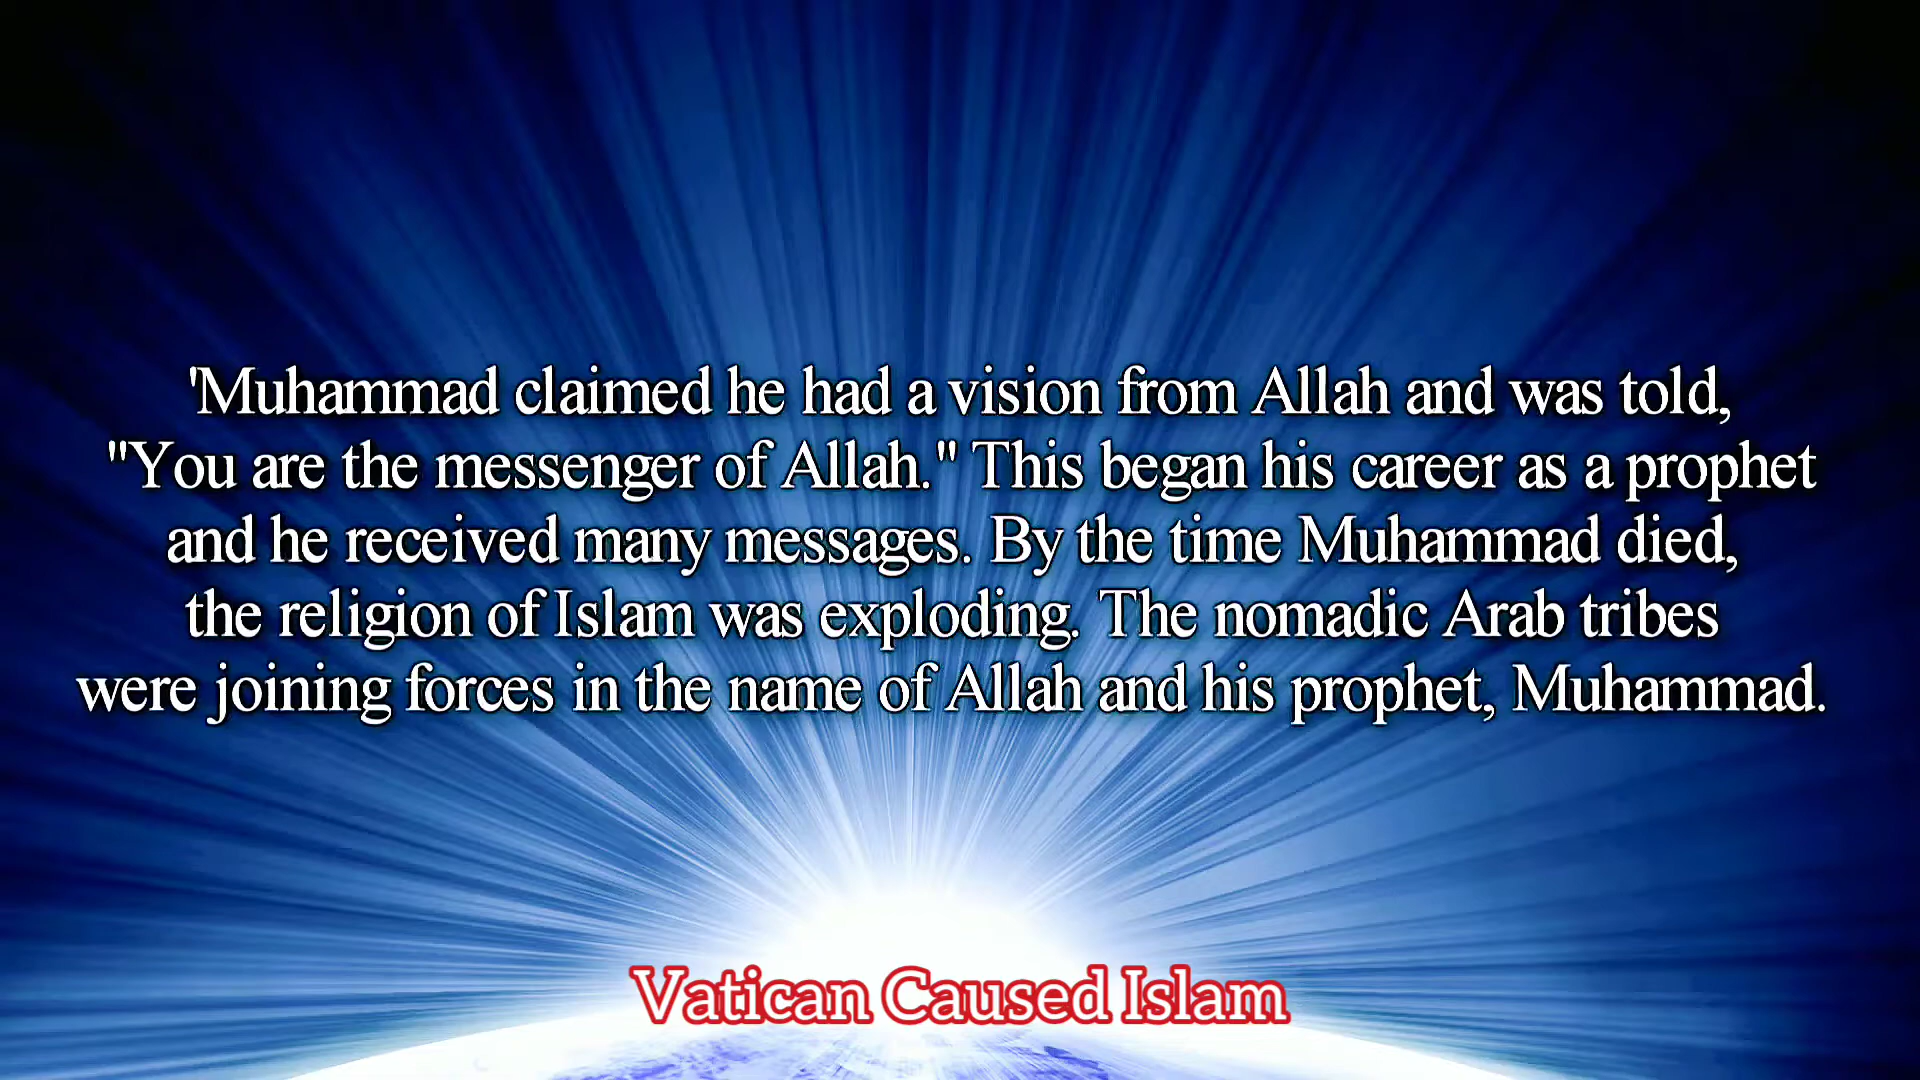 'Muhammad claimed he had a vision from Allah and was told,
"You are the messenger of Allah." This began his career as a prophet
and he received many messages. By the time Muhammad died,
the religion of Islam was exploding. The nomadic Arab tribes
were joining forces in the name of Allah and his prophet, Muhammad.
Vatican Caused Islam